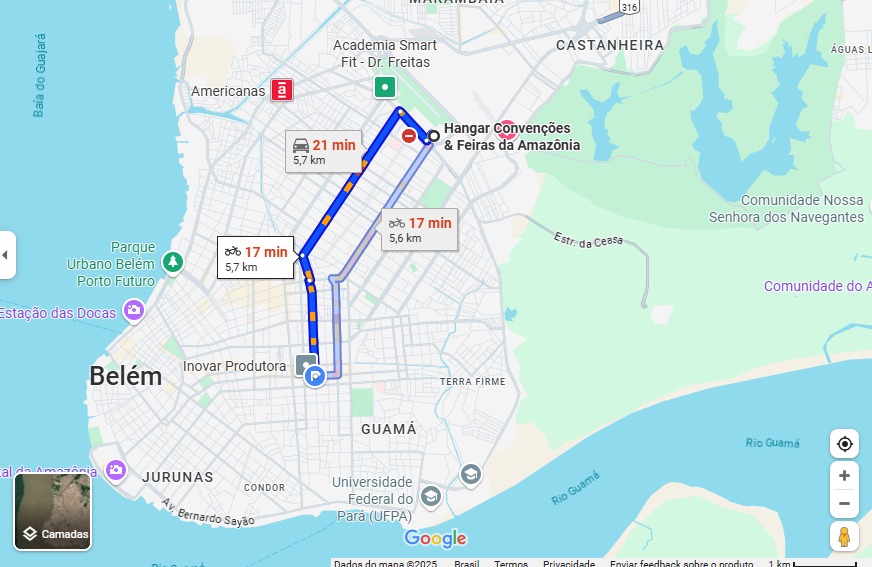 MARAMBAIA
316
Baía do Guajará
Academia Smart
Fit - Dr. Freitas
CASTANHEIRA
ÁGUAS L
Americanas
a
Hangar Convenções
& Feiras da Amazônia
21 min
5,7 km
Comunidade Nossa
Senhora dos Navegantes
17 min
5,6 km
Estr. da Ceasa
17 min
5,7 km
Parque
Urbano Belém
Porto Futuro
Comunidade do A
Estação das Docas
Inovar Produtora
Belém
TERRA FIRME
GUAMÁ
Rio Guamá
tal da Amazônia
JURUNAS
CONDOR
Universidade
Federal do
Pará (UFPA)
Rio Guamá
Av. Bernardo Sayão
Camadas
Google
Rio Guamá
Dados do mapa ©2025 Brasil Termos Privacidade Enviar feedback sobre o produto 1 km